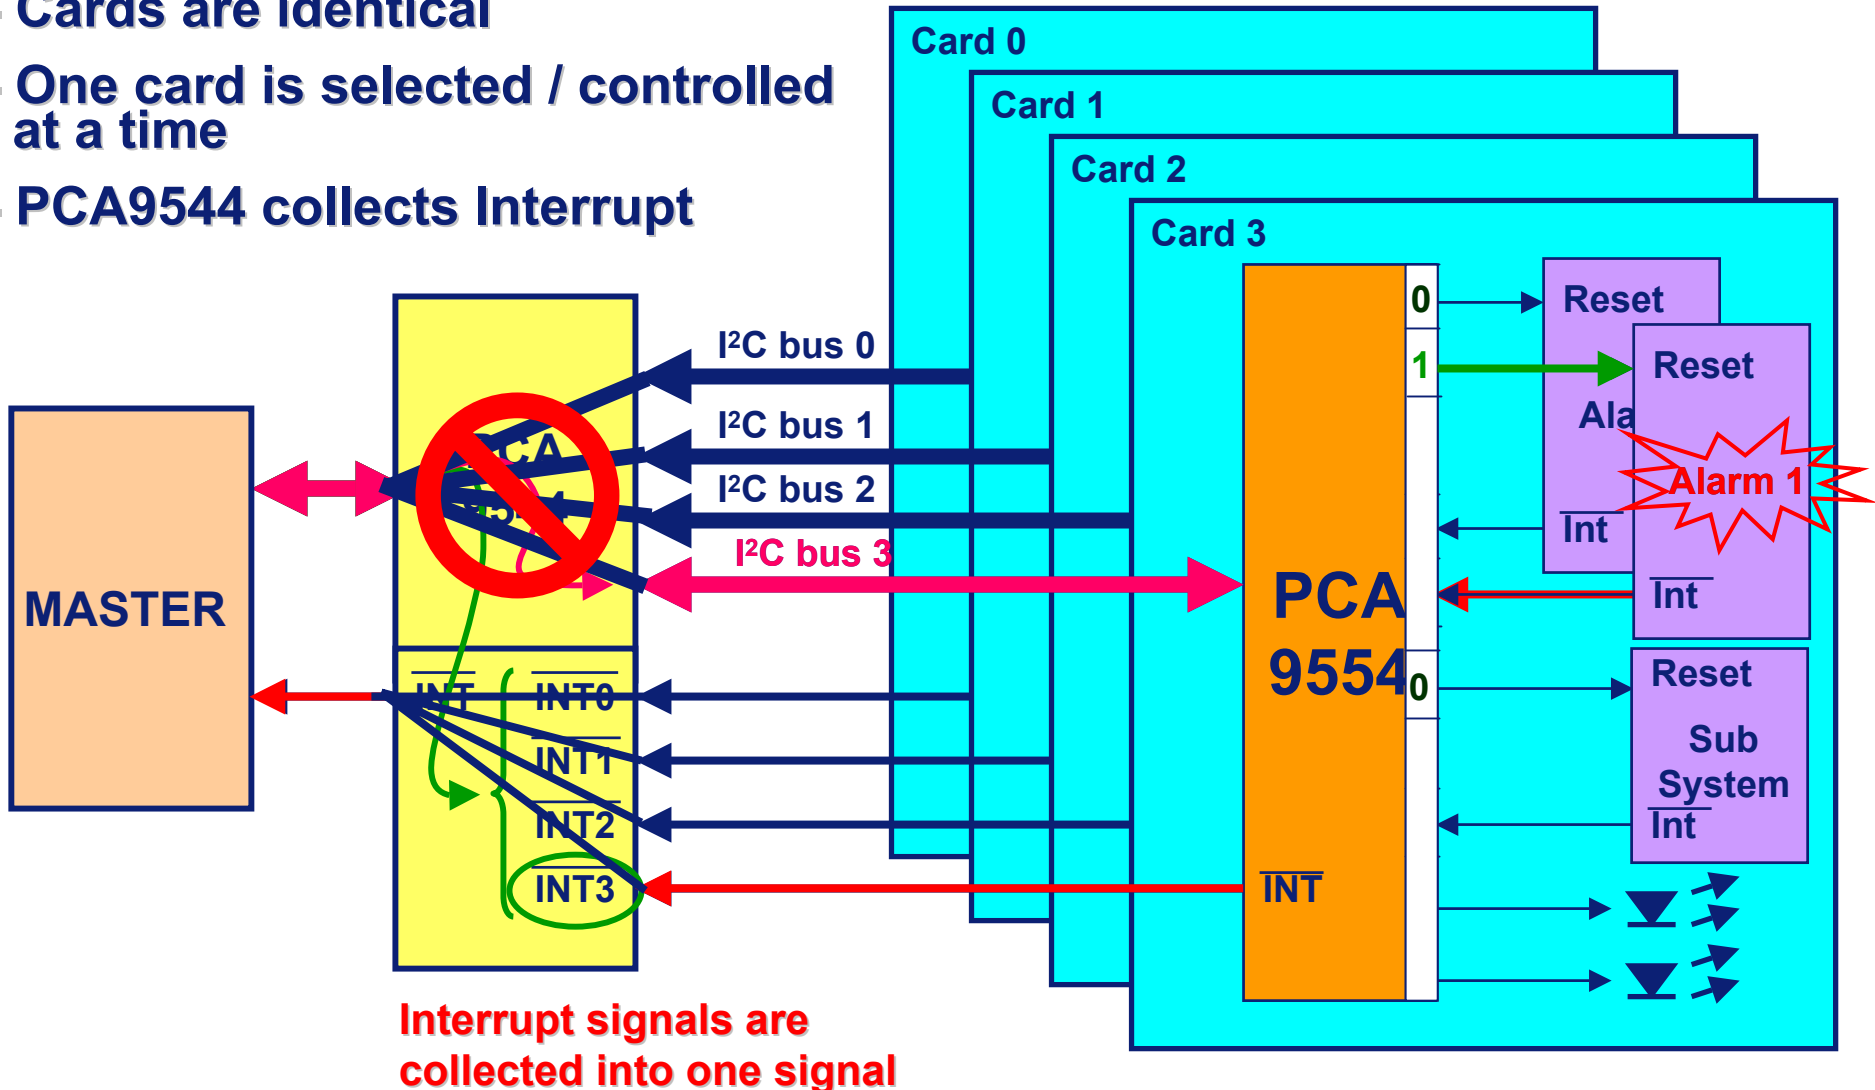 Cards are identical
One card is selected / controlled
at a time
PCA9544 collects Interrupt
Card 0
Card 1
Card 2
Card 3
I²C bus 0
I²C bus 1
I²C bus 2
I²C bus 3
MASTER
PCA
INT
INT0
INT1
INT2
INT3
PCA
9554
INT
0
1
0
Reset
Ala
Int
Reset
Alarm 1
Int
Reset
Sub
System
Int
Interrupt signals are
collected into one signal